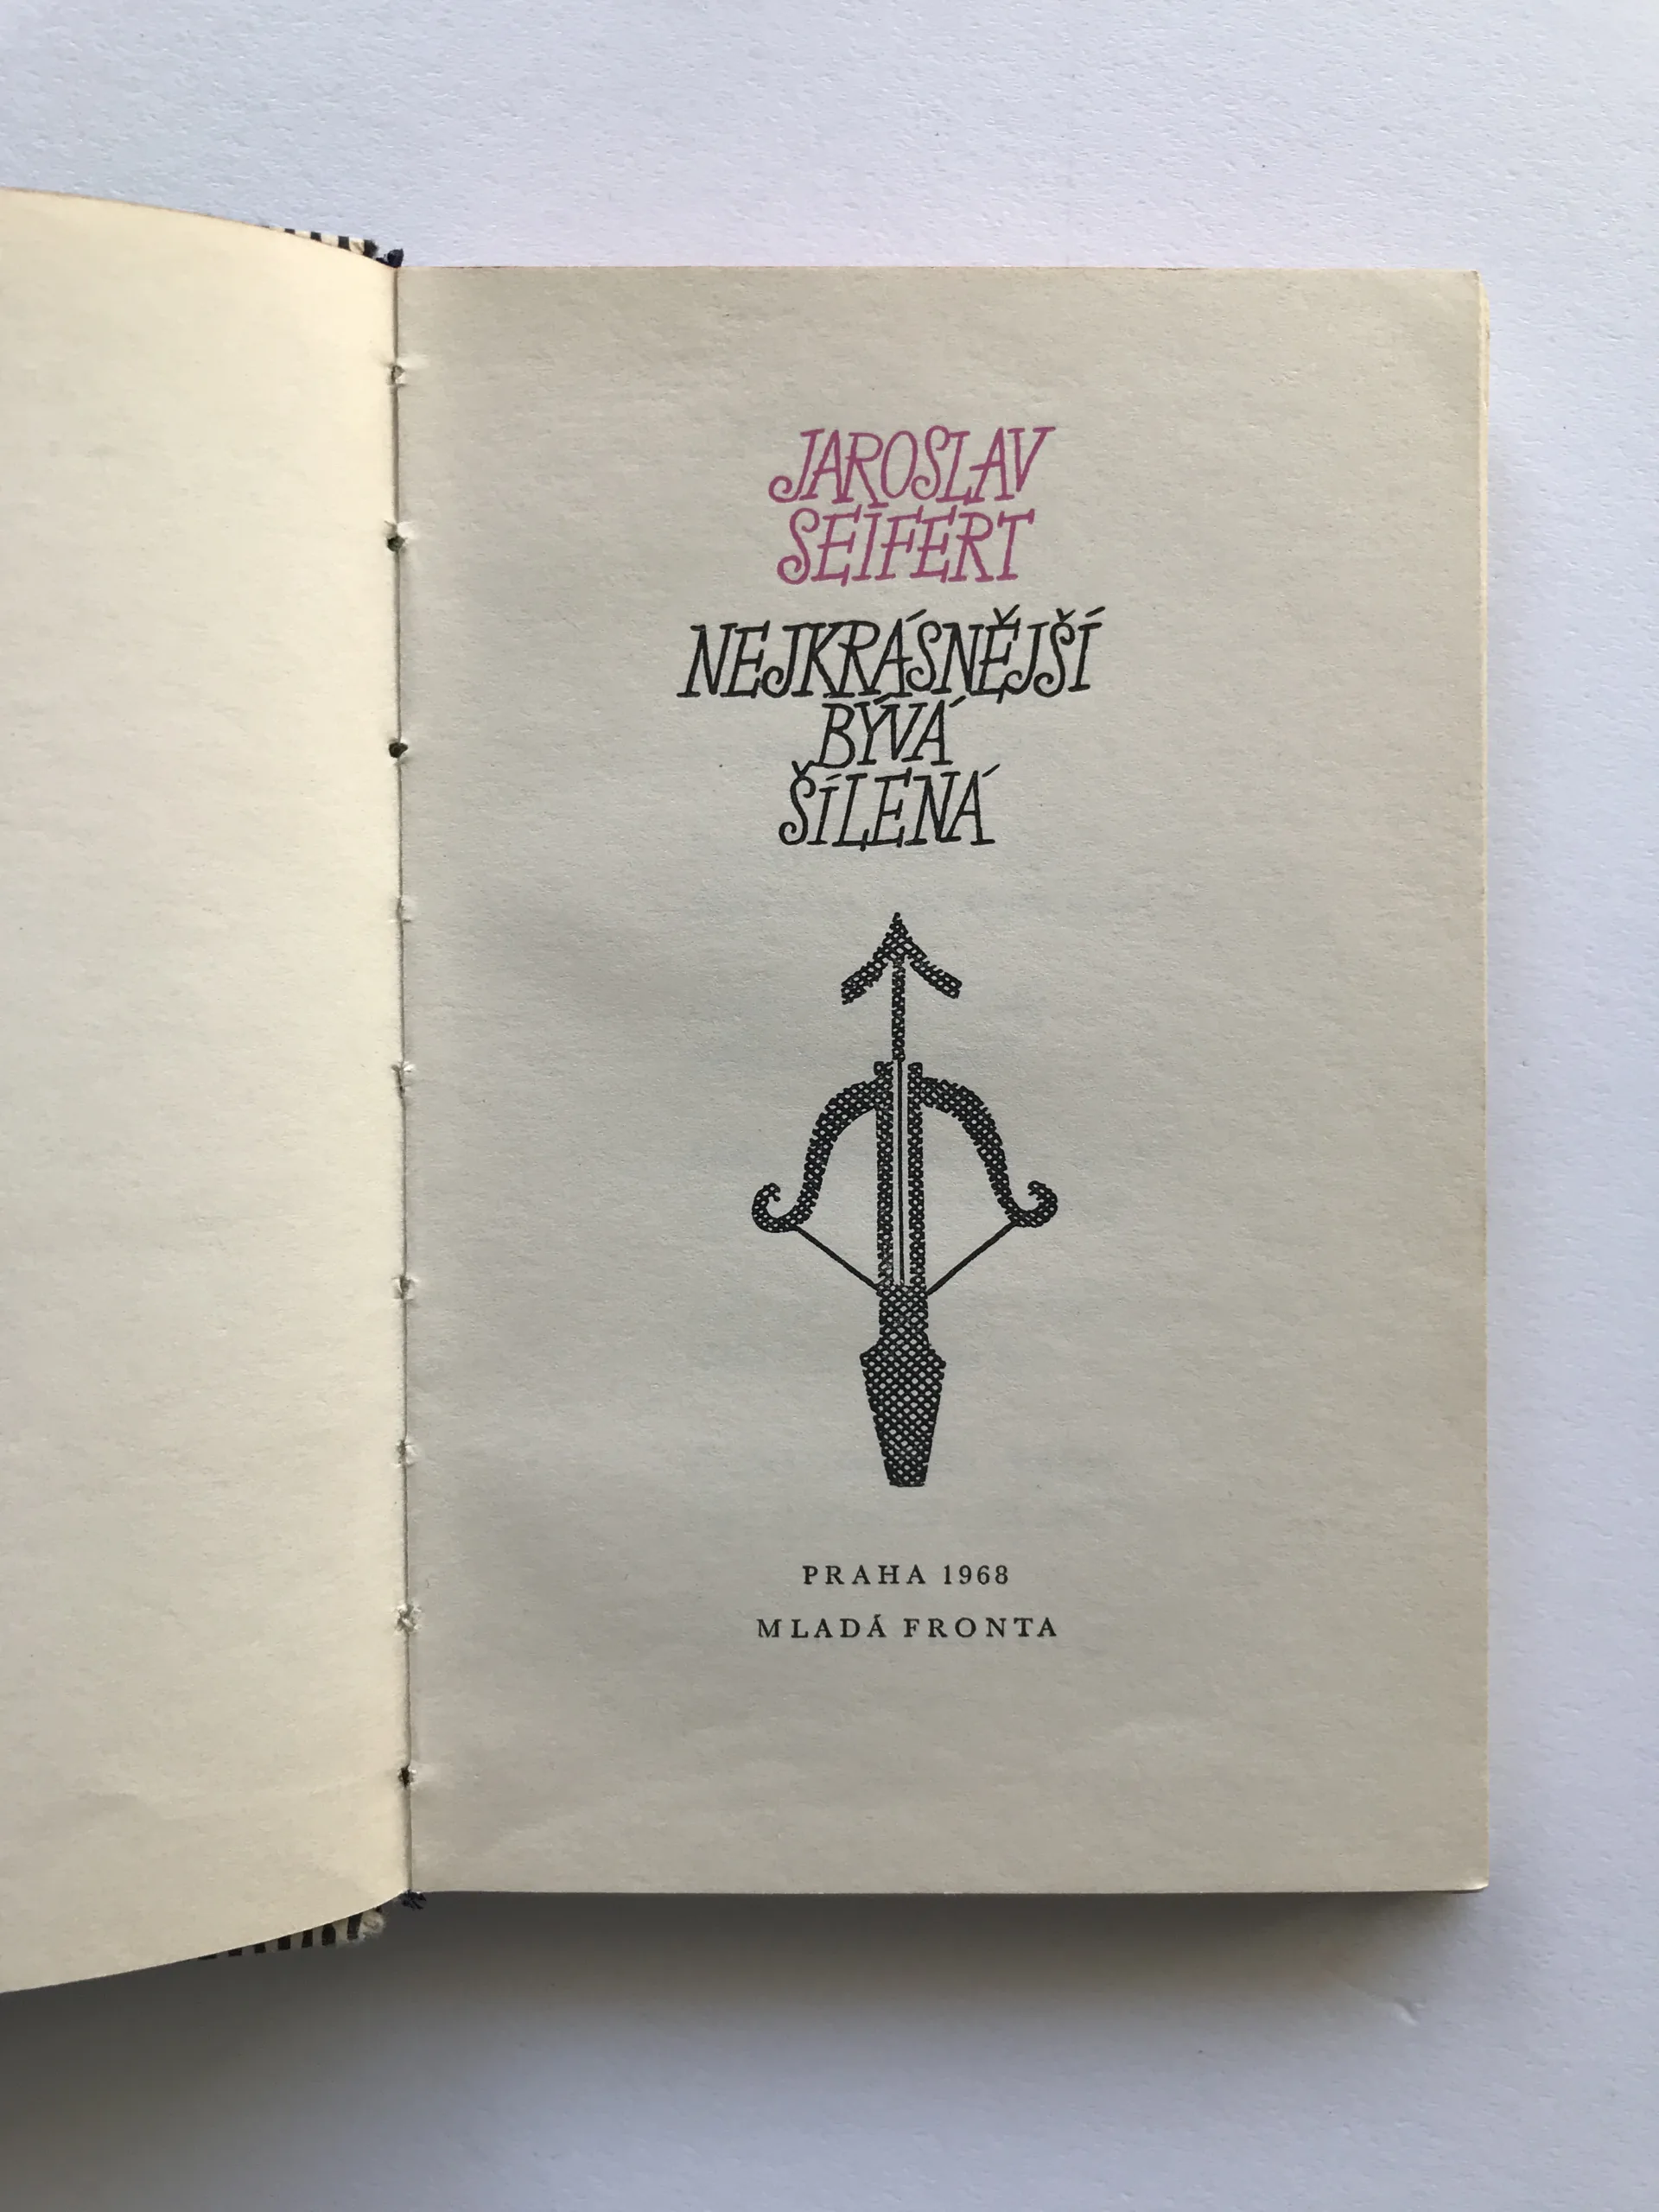 JAROSLAV
SEIFERT
NEJKRÁSNĚJŠÍ
BÝVÁ
ŠÍLENÁ
PRAHA 1968
MLADÁ FRONTA